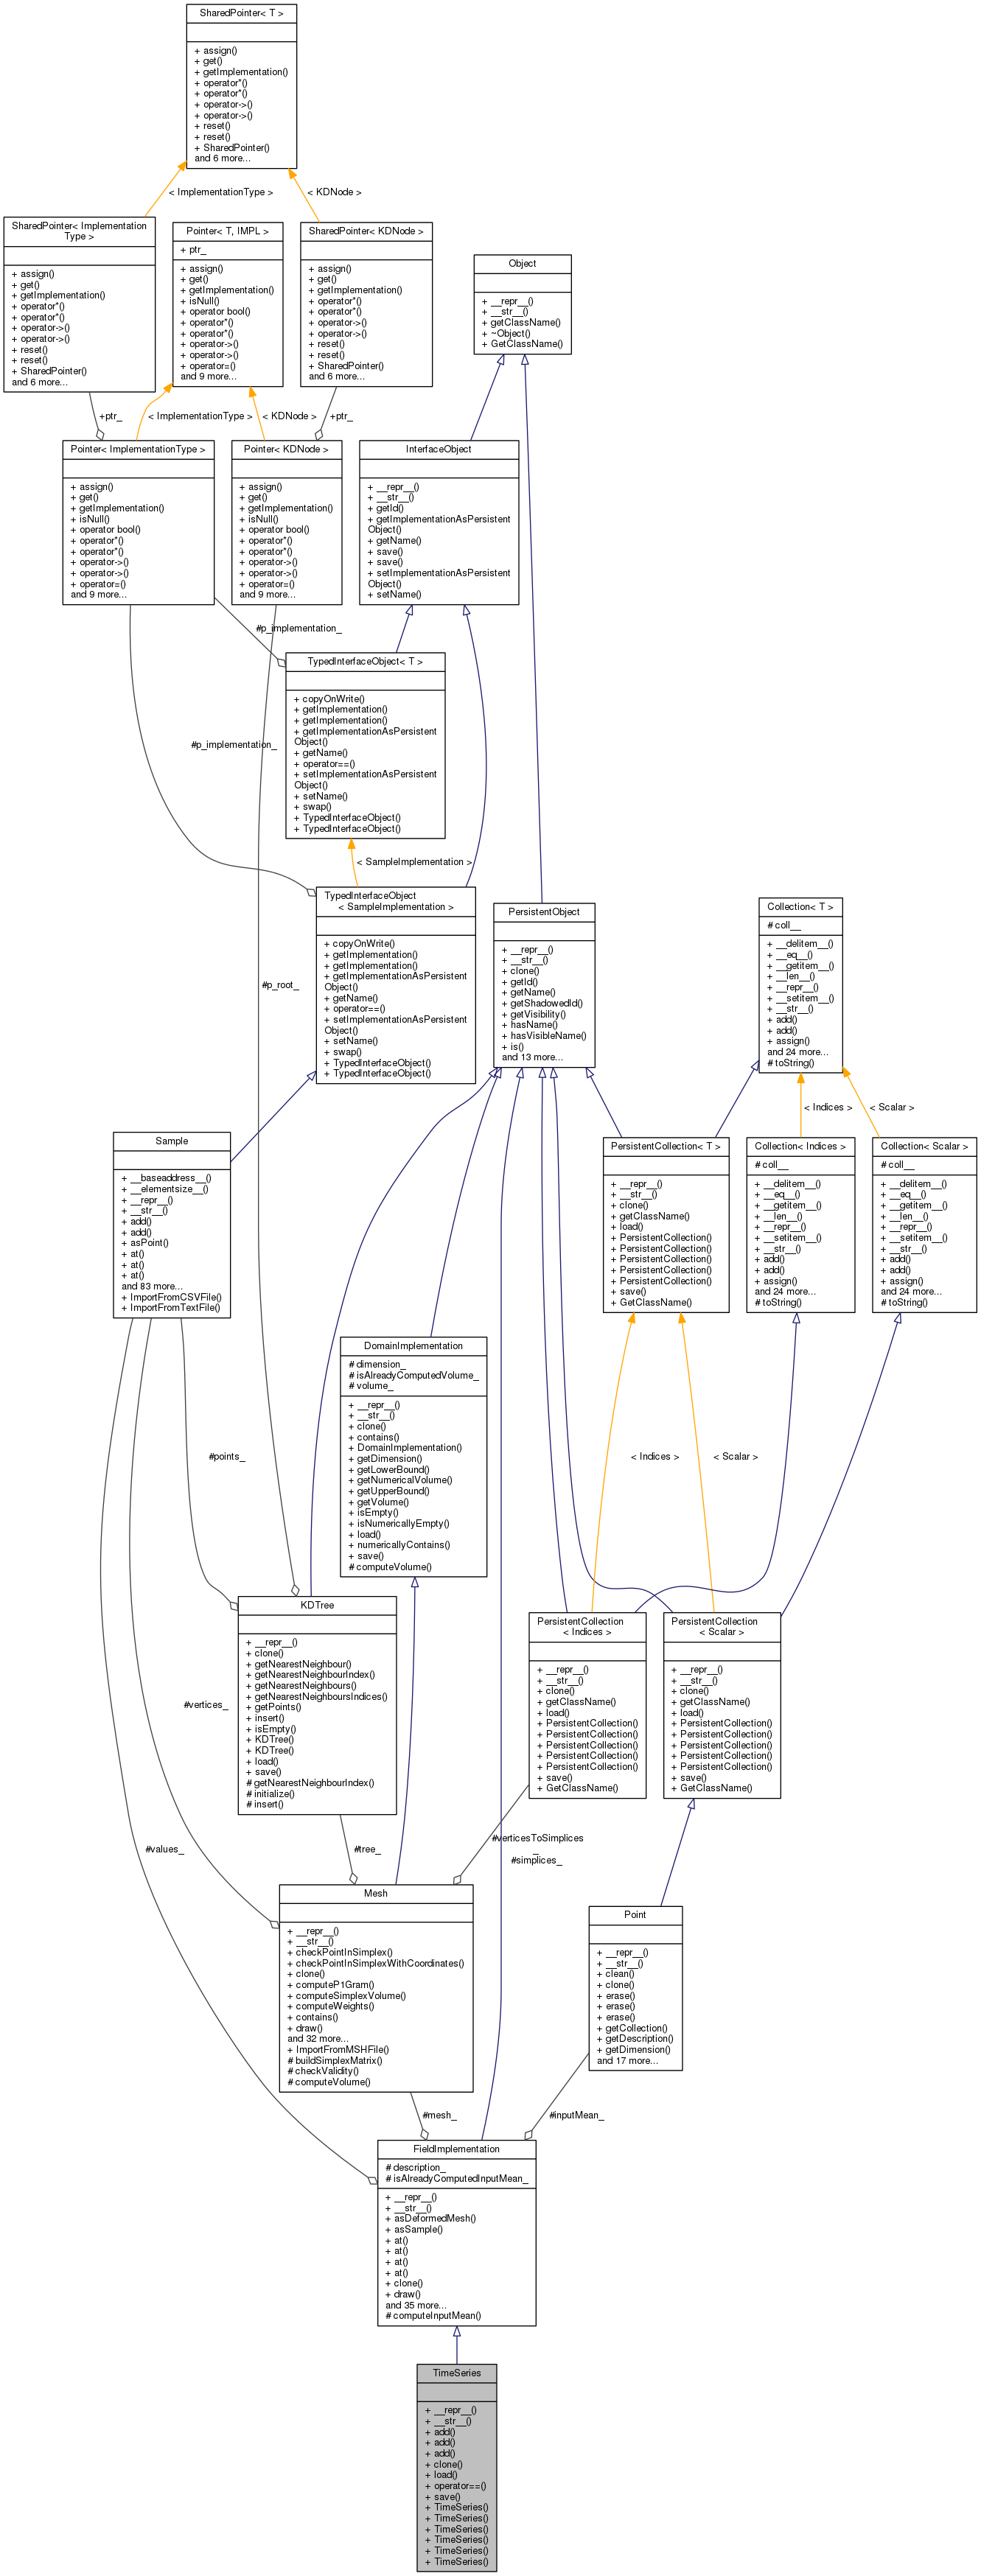 SharedPointer< T >
+ assign()
+ get()
+ getImplementation()
+ operator*()
+ operator*()
+ operator->()
+ operator->()
+ reset()
+ reset()
+ SharedPointer()
and 6 more...
< ImplementationType >
< KDNode >
SharedPointer< Implementation
Type >
+ assign()
+ get()
+ getImplementation()
+ operator*()
+ operator*()
+ operator->()
+ operator->()
+ reset()
+ reset()
+ SharedPointer()
and 6 more...
Pointer< T, IMPL >
+ ptr_
+ assign()
+ get()
+ getImplementation()
+ isNull()
+ operator bool()
+ operator*()
+ operator*()
+ operator->()
+ operator->()
+ operator=()
and 9 more...
SharedPointer< KDNode >
+ assign()
+ get()
+ getImplementation()
+ operator*()
+ operator*()
+ operator->()
+ operator->()
+ reset()
+ reset()
+ SharedPointer()
and 6 more...
Object
+ __repr__()
+ __str__()
+ getClassName()
+ ~Object()
+ GetClassName()
+ptr_
< ImplementationType >
< KDNode >
+ptr_
Pointer< ImplementationType >
+ assign()
+ get()
+ getImplementation()
+ isNull()
+ operator bool()
+ operator*()
+ operator*()
+ operator->()
+ operator->()
+ operator=()
and 9 more...
Pointer< KDNode >
+ assign()
+ get()
+ getImplementation()
+ isNull()
+ operator bool()
+ operator*()
+ operator*()
+ operator->()
+ operator->()
+ operator=()
and 9 more...
InterfaceObject
+ __repr__()
+ __str__()
+ getId()
+ getImplementationAsPersistent
Object()
+ getName()
+ save()
+ save()
+ setImplementationAsPersistent
Object()
+ setName()
#p_implementation_
TypedInterfaceObject< T >
+ copyOnWrite()
+ getImplementation()
+ getImplementation()
+ getImplementationAsPersistent
Object()
+ getName()
+ operator==()
+ setImplementationAsPersistent
Object()
+ setName()
+ swap()
+ TypedInterfaceObject()
+ TypedInterfaceObject()
#p_implementation_
< SampleImplementation >
TypedInterfaceObject
< SampleImplementation >
+ copyOnWrite()
+ getImplementation()
+ getImplementation()
+ getImplementationAsPersistent
Object()
+ getName()
+ operator==()
+ setImplementationAsPersistent
Object()
+ setName()
+ swap()
+ TypedInterfaceObject()
+ TypedInterfaceObject()
#p_root_
PersistentObject
+ __repr__()
+ __str__()
+ clone()
+ getId()
+ getName()
+ getShadowedId()
+ getVisibility()
+ hasName()
+ hasVisibleName()
+ is()
and 13 more...
Collection< T >
# coll__
+ __delitem__()
+ __eq__()
+ __getitem__()
+ __len__()
+ __repr__()
+ __setitem__()
+ __str__()
+ add()
+ add()
+ assign()
and 24 more...
# toString()
< Indices >
< Scalar >
Sample
+ __baseaddress__()
+ __elementsize__()
+ __repr__()
+ __str__()
+ add()
+ add()
+ asPoint()
+ at()
+ at()
+ at()
and 83 more...
+ ImportFromCSVFile()
+ ImportFromTextFile()
PersistentCollection< T >
+ __repr__()
+ __str__()
+ clone()
+ getClassName()
+ load()
+ PersistentCollection()
+ PersistentCollection()
+ PersistentCollection()
+ PersistentCollection()
+ PersistentCollection()
+ save()
+ GetClassName()
Collection< Indices >
# coll__
+ __delitem__()
+ __eq__()
+ __getitem__()
+ __len__()
+ __repr__()
+ __setitem__()
+ __str__()
+ add()
+ add()
+ assign()
and 24 more...
# toString()
Collection< Scalar >
# coll__
+ __delitem__()
+ __eq__()
+ __getitem__()
+ __len__()
+ __repr__()
+ __setitem__()
+ __str__()
+ add()
+ add()
+ assign()
and 24 more...
# toString()
DomainImplementation
# dimension_
# isAlreadyComputedVolume_
# volume_
+ __repr__()
+ __str__()
+ clone()
+ contains()
+ DomainImplementation()
+ getDimension()
+ getLowerBound()
+ getNumericalVolume()
+ getUpperBound()
+ getVolume()
+ isEmpty()
+ isNumericallyEmpty()
+ load()
+ numericallyContains()
+ save()
# computeVolume()
#points_
< Indices >
< Scalar >
KDTree
+ __repr__()
+ clone()
+ getNearestNeighbour()
+ getNearestNeighbourIndex()
+ getNearestNeighbours()
+ getNearestNeighboursIndices()
+ getPoints()
+ insert()
+ isEmpty()
+ KDTree()
+ KDTree()
+ load()
+ save()
# getNearestNeighbourIndex()
# initialize()
# insert()
PersistentCollection
< Indices >
+ __repr__()
+ __str__()
+ clone()
+ getClassName()
+ load()
+ PersistentCollection()
+ PersistentCollection()
+ PersistentCollection()
+ PersistentCollection()
+ PersistentCollection()
+ save()
+ GetClassName()
PersistentCollection
< Scalar >
+ __repr__()
+ __str__()
+ clone()
+ getClassName()
+ load()
+ PersistentCollection()
+ PersistentCollection()
+ PersistentCollection()
+ PersistentCollection()
+ PersistentCollection()
+ save()
+ GetClassName()
#vertices_
#values_
#tree_
#verticesToSimplices
_
#simplices_
Mesh
+ __repr__()
+ __str__()
+ checkPointInSimplex()
+ checkPointInSimplexWithCoordinates()
+ clone()
+ computeP1Gram()
+ computeSimplexVolume()
+ computeWeights()
+ contains()
+ draw()
and 32 more...
+ ImportFromMSHFile()
# buildSimplexMatrix()
# checkValidity()
# computeVolume()
Point
+ __repr__()
+ __str__()
+ clean()
+ clone()
+ erase()
+ erase()
+ erase()
+ getCollection()
+ getDescription()
+ getDimension()
and 17 more...
#mesh_
#inputMean_
FieldImplementation
# description_
# isAlreadyComputedInputMean_
+ __repr__()
+ __str__()
+ asDeformedMesh()
+ asSample()
+ at()
+ at()
+ at()
+ at()
+ clone()
+ draw()
and 35 more...
# computeInputMean()
TimeSeries
+ __repr__()
+ __str__()
+ add()
+ add()
+ add()
+ clone()
+ load()
+ operator==()
+ save()
+ TimeSeries()
+ TimeSeries()
+ TimeSeries()
+ TimeSeries()
+ TimeSeries()
+ TimeSeries()